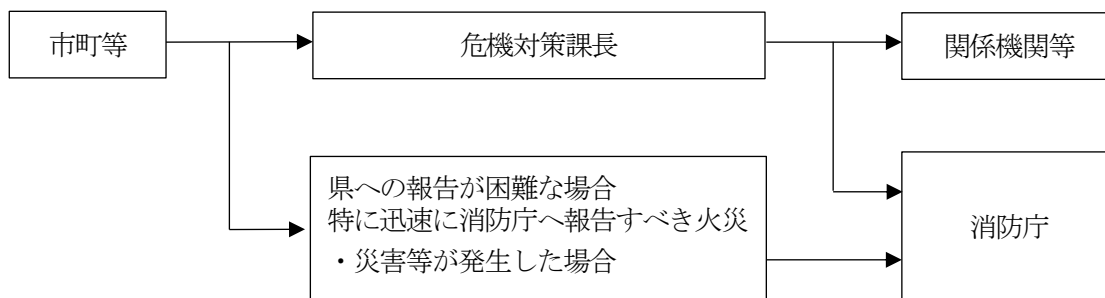 市町等
危機対策課長
関係機関等
県への報告が困難な場合
特に迅速に消防庁へ報告すべき火災
・災害等が発生した場合
消防庁